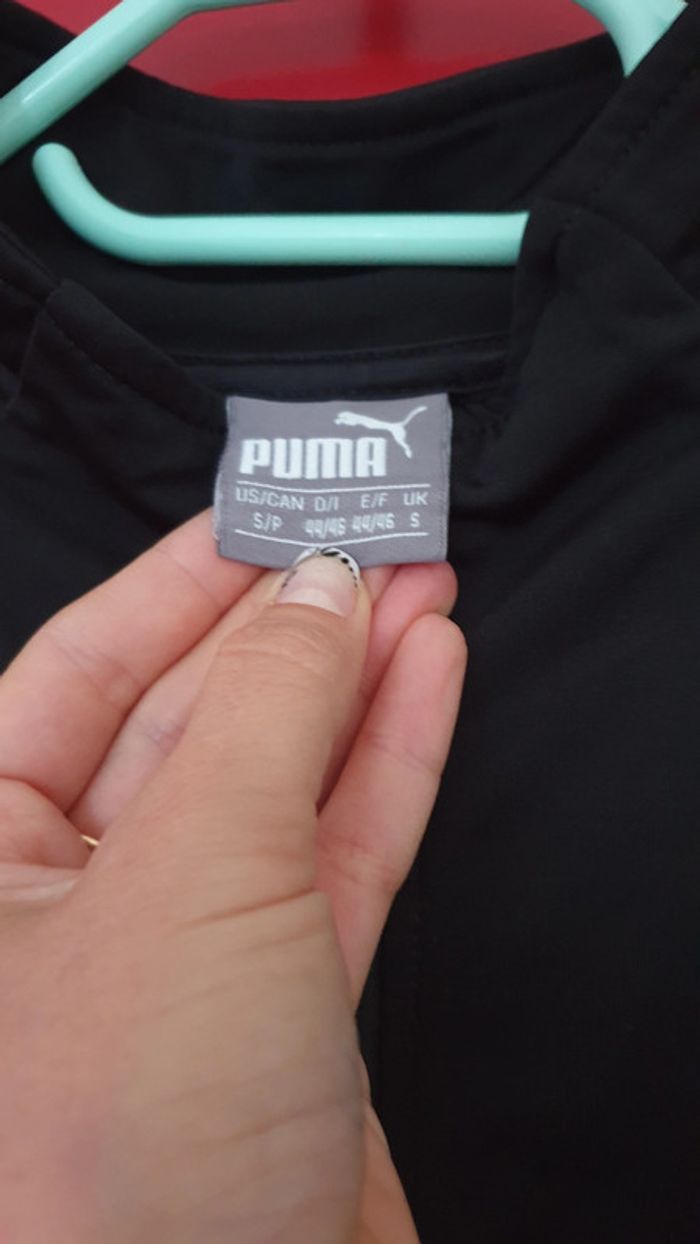 PUMA
US/CAN D/I E/F UK
S/P 44/46 44/46 S